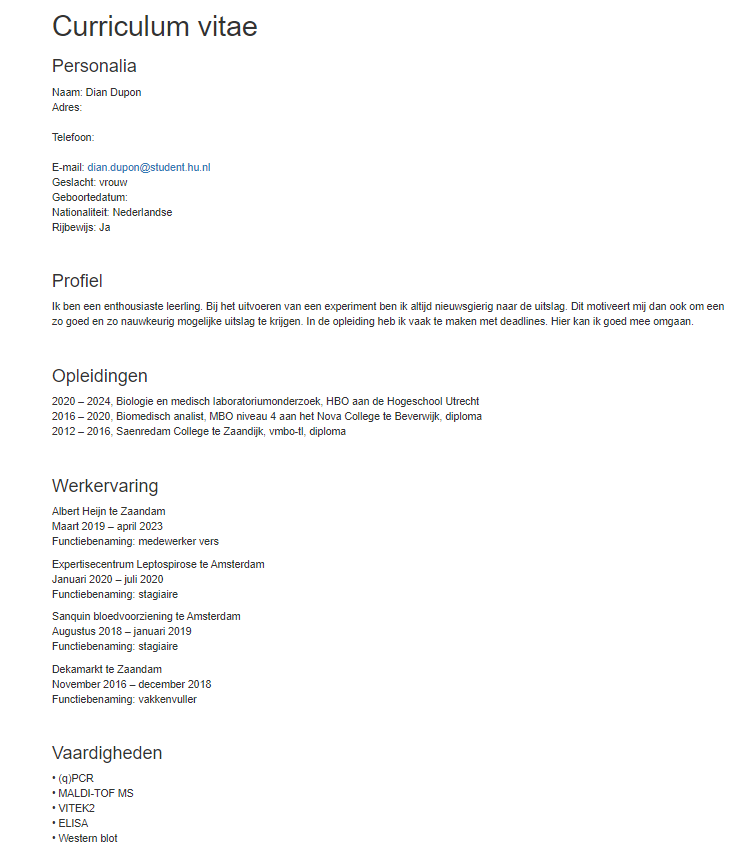 Curriculum vitae
Personalia
Naam: Dian Dupon
Adres:
Telefoon:
E-mail: dian.dupon@student.hu.nl
Geslacht: vrouw
Geboortedatum:
Nationaliteit: Nederlandse
Rijbewijs: Ja
Profiel
Ik ben een enthousiaste leerling. Bij het uitvoeren van een experiment ben ik altijd nieuwsgierig naar de uitslag. Dit motiveert mij dan ook om een
zo goed en zo nauwkeurig mogelijke uitslag te krijgen. In de opleiding heb ik vaak te maken met deadlines. Hier kan ik goed mee omgaan.
Opleidingen
2020 – 2024, Biologie en medisch laboratoriumonderzoek, HBO aan de Hogeschool Utrecht
2016 – 2020, Biomedisch analist, MBO niveau 4 aan het Nova College te Beverwijk, diploma
2012 – 2016, Saenredam College te Zaandijk, vmbo-tl, diploma
Werkervaring
Albert Heijn te Zaandam
Maart 2019 – april 2023
Functiebenaming: medewerker vers
Expertisecentrum Leptospirose te Amsterdam
Januari 2020 – juli 2020
Functiebenaming: stagiaire
Sanquin bloedvoorziening te Amsterdam
Augustus 2018 – januari 2019
Functiebenaming: stagiaire
Dekamarkt te Zaandam
November 2016 – december 2018
Functiebenaming: vakkenvuller
Vaardigheden
• (q)PCR
• MALDI-TOF MS
• VITEK2
• ELISA
• Western blot